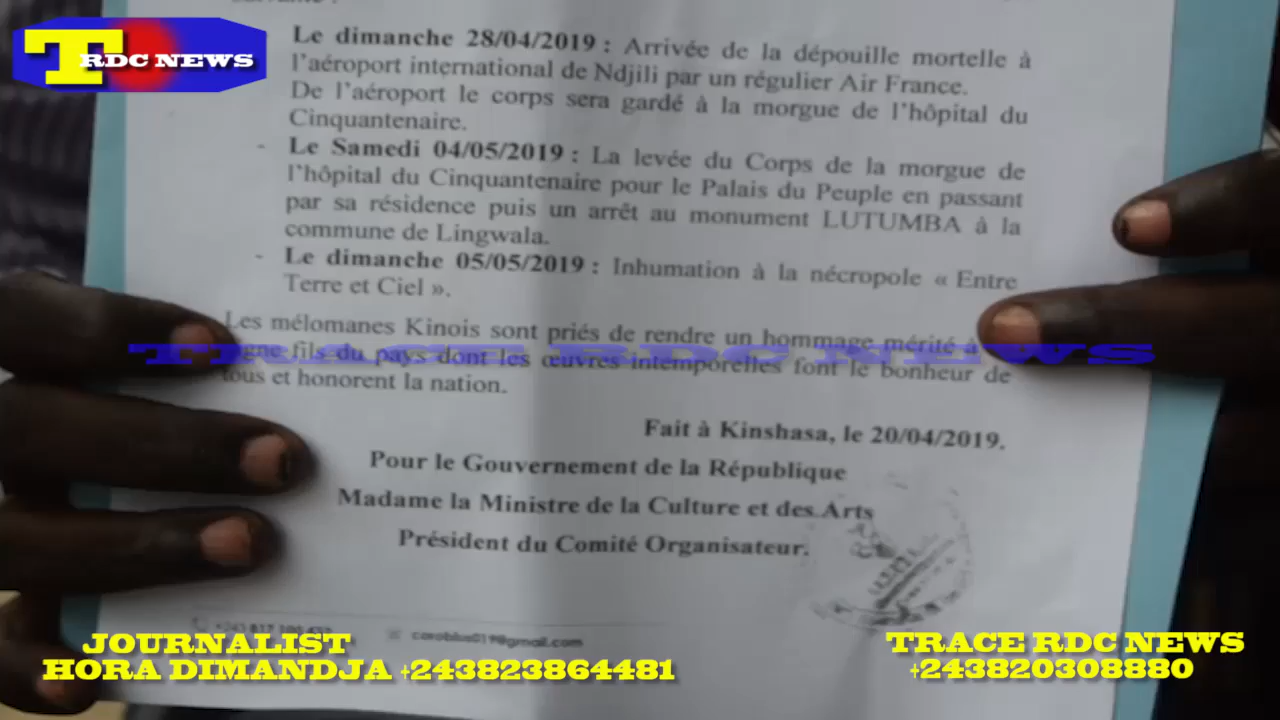 T RDC NEWS
Le dimanche 28/04/2019 : Arrivée de la dépouille mortelle à
l'aéroport international de Ndjili par un régulier Air France.
De l'aéroport le corps sera gardé à la morgue de l'hôpital du
Cinquantenaire.
- Le Samedi 04/05/2019 : La levée du Corps de la morgue de
l'hôpital du Cinquantenaire pour le Palais du Peuple en passant
par sa résidence puis un arrêt au monument LUTUMBA à la
commune de Lingwala.
- Le dimanche 05/05/2019 : Inhumation à la nécropole « Entre
Terre et Ciel ».
Les mélomanes Kinois sont priés de rendre un hommage mérité à
fils du pays dont les œuvres intemporelles font le bonheur de
tous et honorent la nation.
TRACE RDC NEWS
Fait à Kinshasa, le 20/04/2019.
Pour le Gouvernement de la République
Madame la Ministre de la Culture et des Arts
Président du Comité Organisateur.
JOURNALIST
HORA DIMANDJA +243823864481
TRACE RDC NEWS
+243820308880